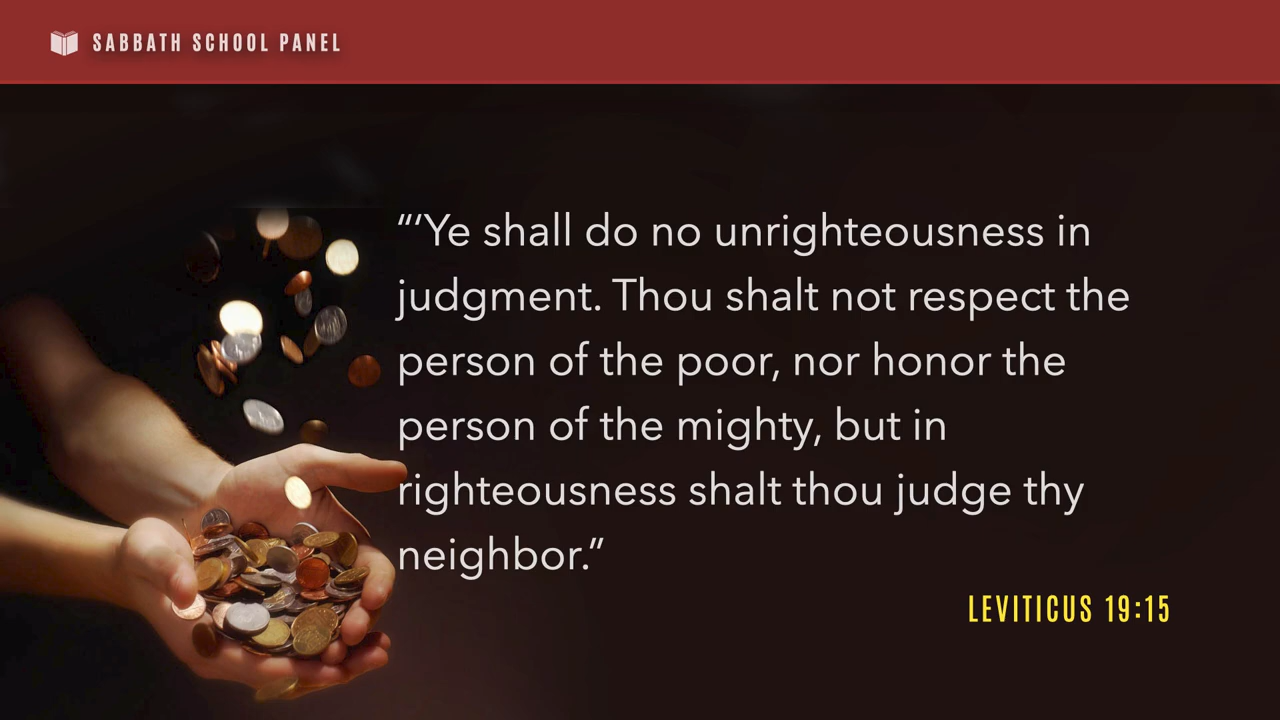 SABBATH SCHOOL PANEL
“‘Ye shall do no unrighteousness in
judgment. Thou shalt not respect the
person of the poor, nor honor the
person of the mighty, but in
righteousness shalt thou judge thy
neighbor.”
LEVITICUS 19:15